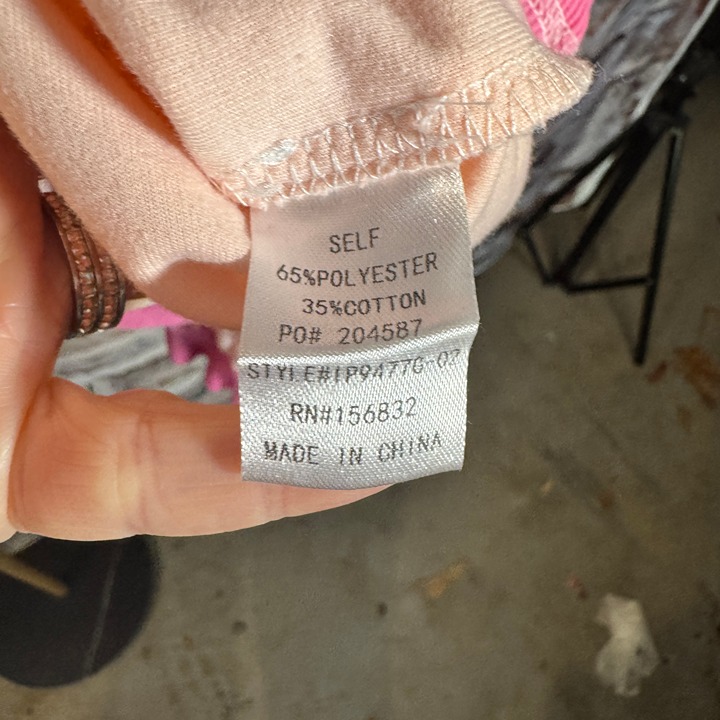 SELF
65%POLYESTER
35%COTTON
PO# 204587
RN#156832
MADE IN CHINA